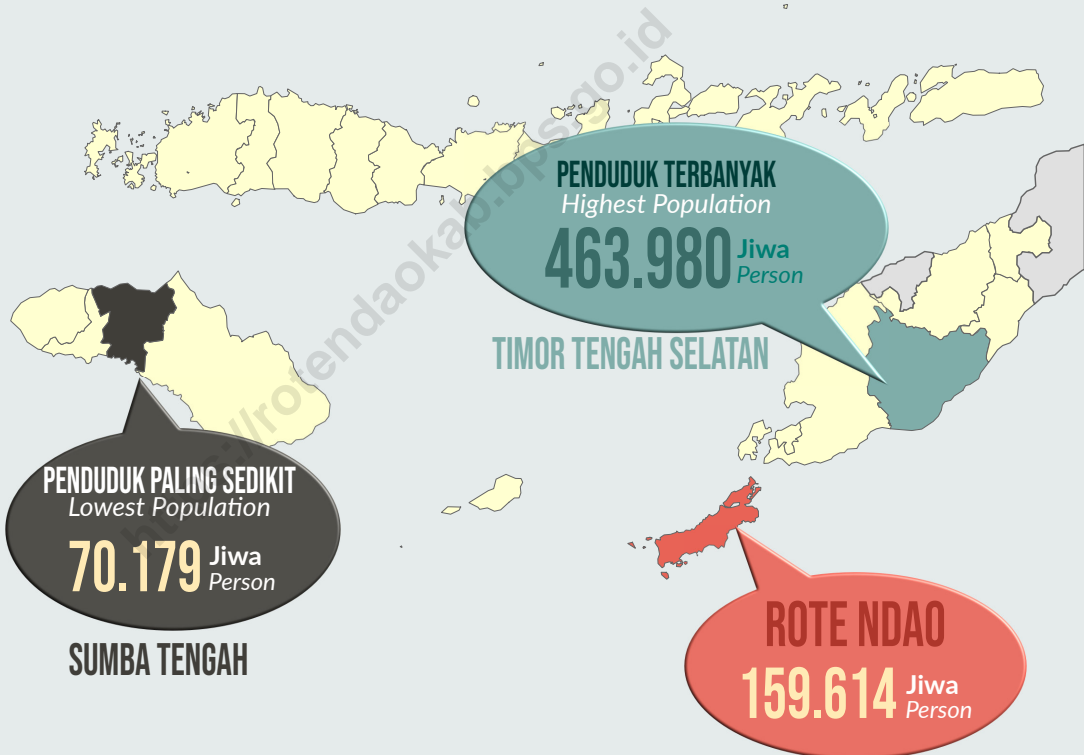 PENDUDUK TERBANYAK
Highest Population
463.980 Jiwa
Person
TIMOR TENGAH SELATAN
PENDUDUK PALING SEDIKIT
Lowest Population
70.179 Jiwa
Person
SUMBA TENGAH
ROTE NDAO
159.614 Jiwa
Person
https://rotendaokab.bps.go.id